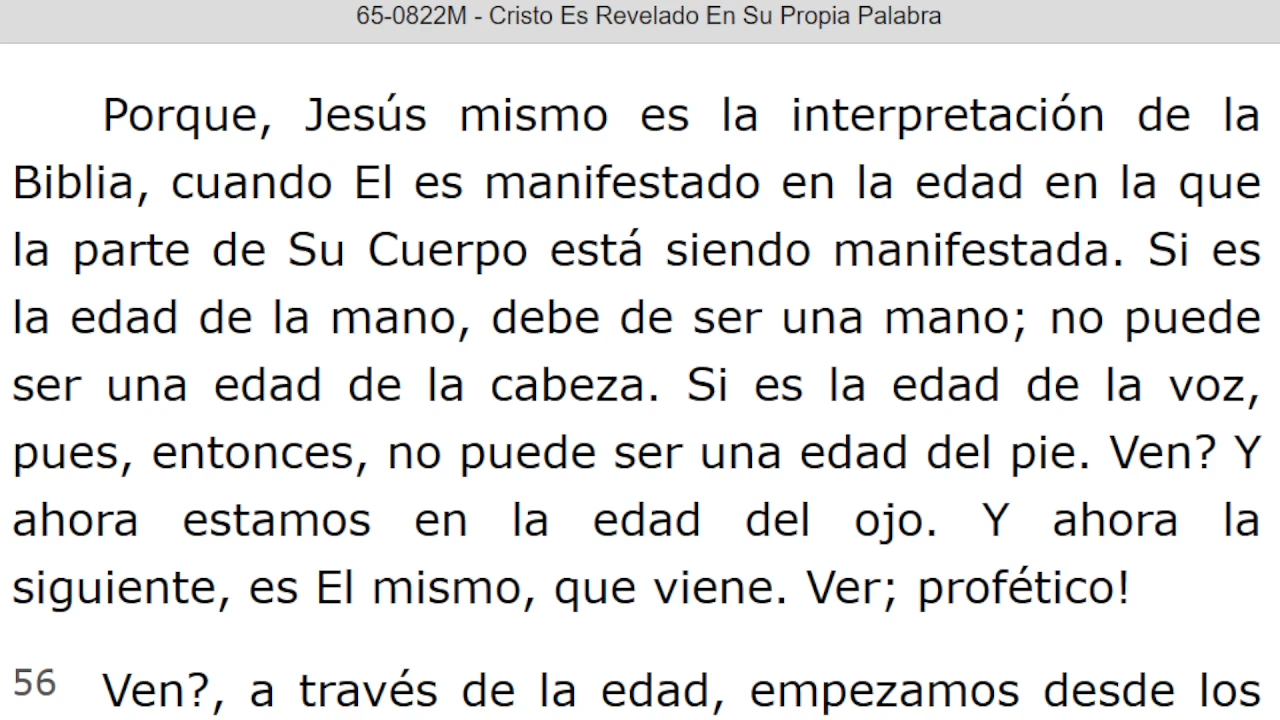 65-0822M - Cristo Es Revelado En Su Propia Palabra
Porque, Jesús mismo es la interpretación de la
Biblia, cuando El es manifestado en la edad en la que
la parte de Su Cuerpo está siendo manifestada. Si es
la edad de la mano, debe de ser una mano; no puede
ser una edad de la cabeza. Si es la edad de la voz,
pues, entonces, no puede ser una edad del pie. Ven? Y
ahora estamos en la edad del ojo. Y ahora la
siguiente, es El mismo, que viene. Ver; profético!
56 Ven?, a través de la edad, empezamos desde los